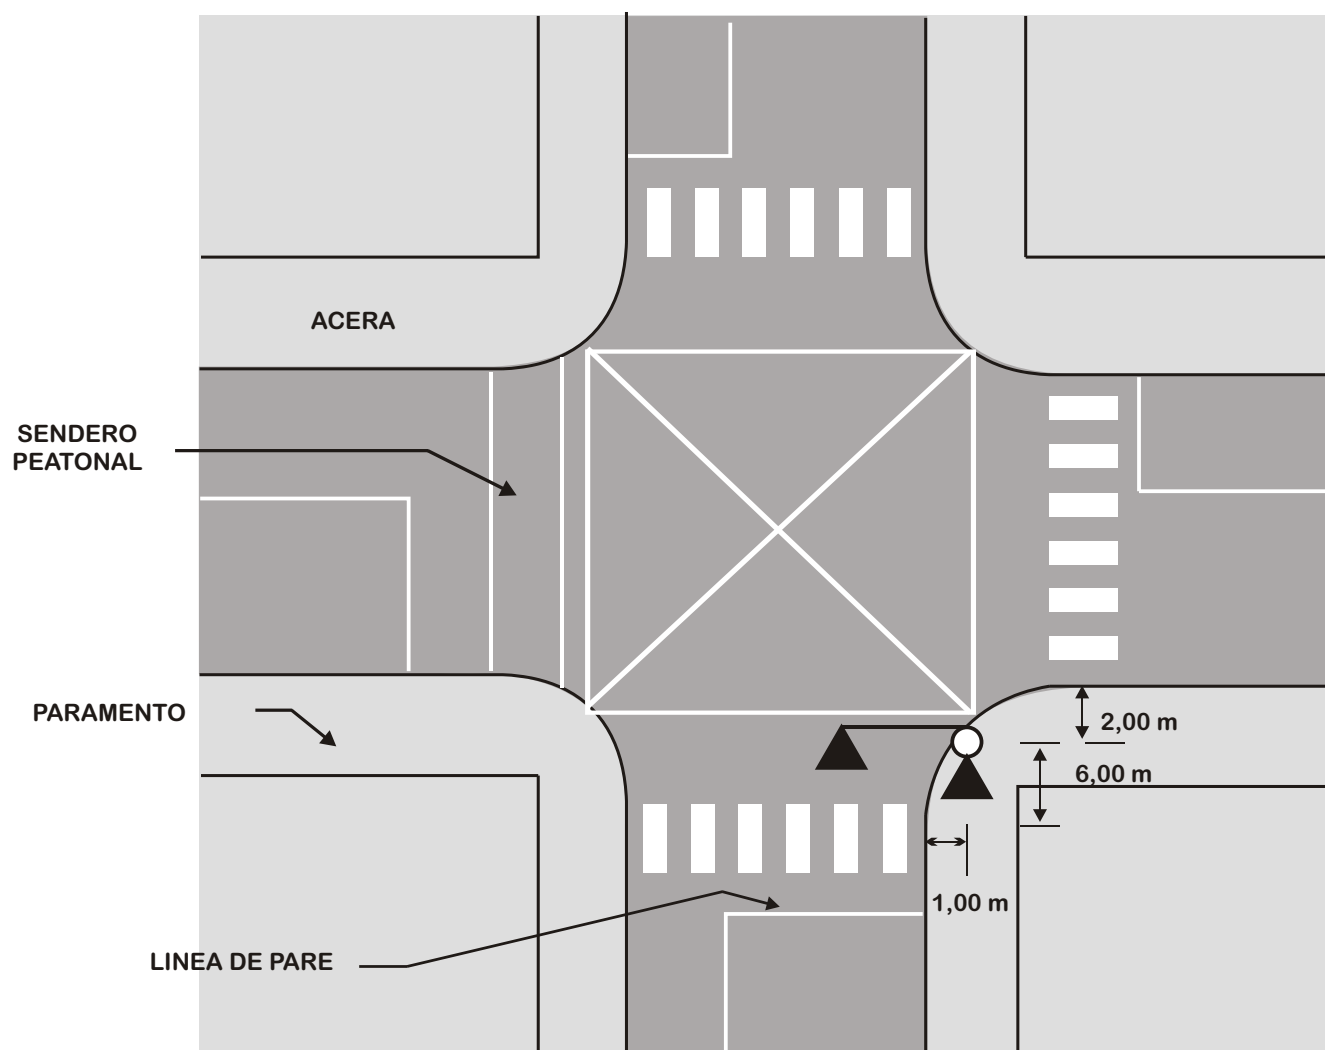 ACERA
SENDERO
PEATONAL
PARAMENTO
2,00 m
6,00 m
1,00 m
LINEA DE PARE